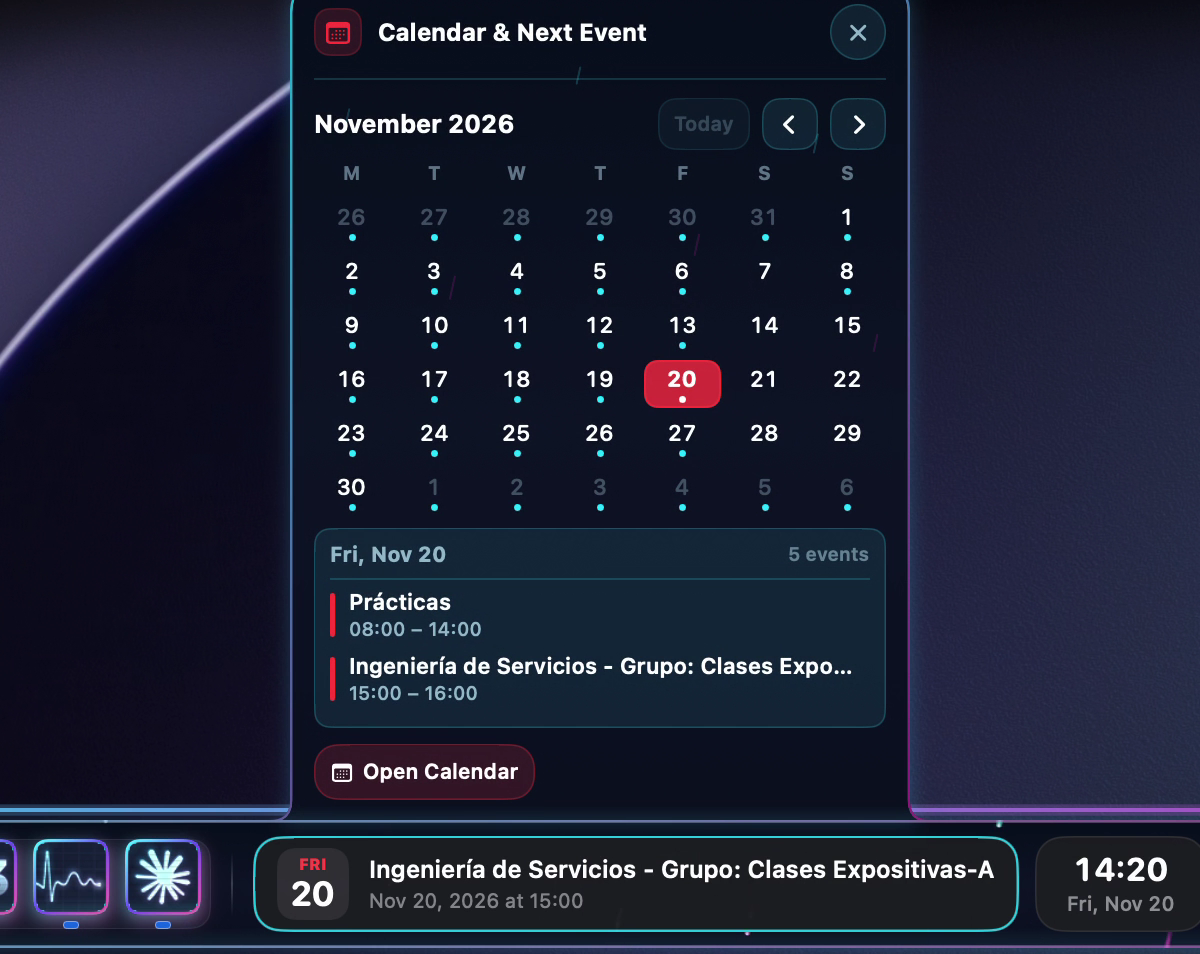 Calendar & Next Event
November 2026
Today
M T W T F S S
26 27 28 29 30 31 1
2 3 4 5 6 7 8
9 10 11 12 13 14 15
16 17 18 19 20 21 22
23 24 25 26 27 28 29
30 1 2 3 4 5 6
Fri, Nov 20 5 events
Prácticas
08:00 – 14:00
Ingeniería de Servicios - Grupo: Clases Expo...
15:00 – 16:00
Open Calendar
FRI
20
Ingeniería de Servicios - Grupo: Clases Expositivas-A
Nov 20, 2026 at 15:00
14:20
Fri, Nov 20